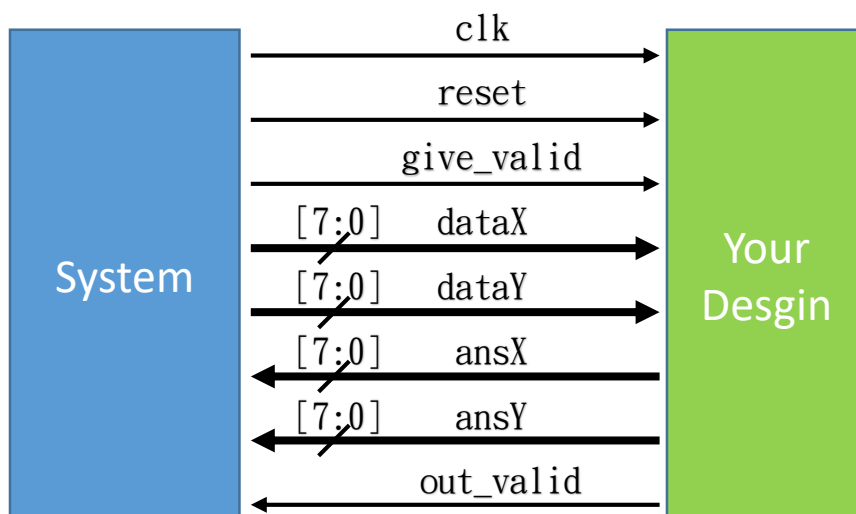 clk
reset
give_valid
[7:0] dataX
[7:0] dataY
[7:0] ansX
[7:0] ansY
out_valid
System
Your
Desgin